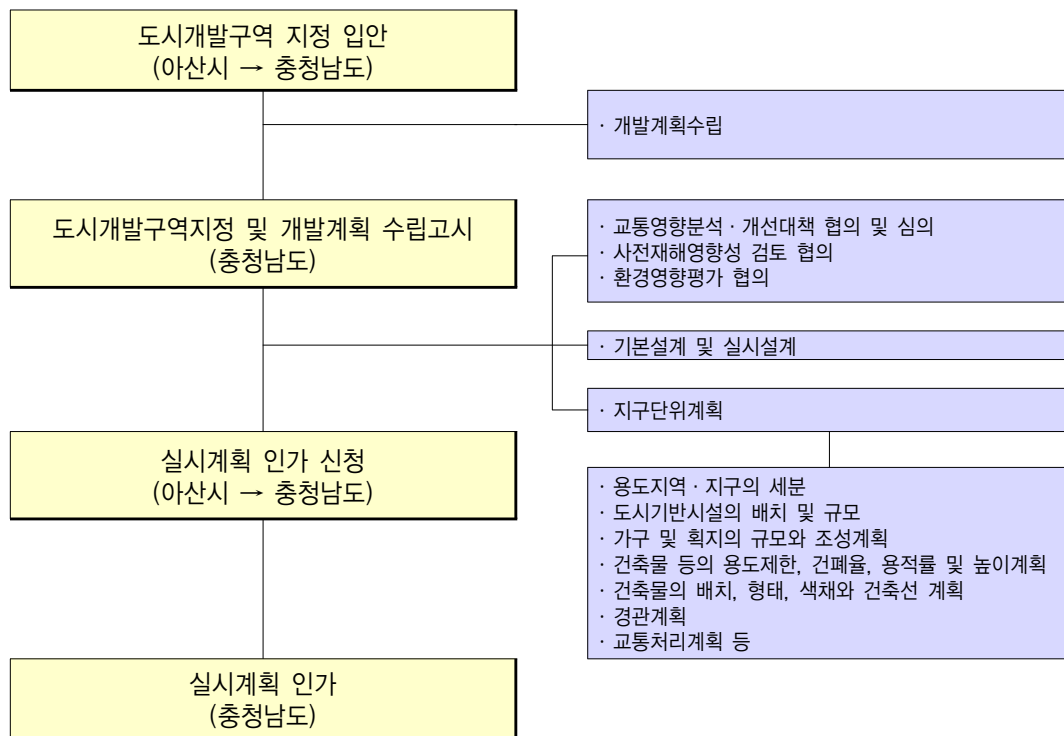 도시개발구역 지정 입안
(아산시 → 충청남도)
· 개발계획수립
도시개발구역지정 및 개발계획 수립고시
(충청남도)
· 교통영향분석 · 개선대책 협의 및 심의
· 사전재해영향성 검토 협의
· 환경영향평가 협의
· 기본설계 및 실시설계
· 지구단위계획
실시계획 인가 신청
(아산시 → 충청남도)
· 용도지역 · 지구의 세분
· 도시기반시설의 배치 및 규모
· 가구 및 획지의 규모와 조성계획
· 건축물 등의 용도제한, 건폐율, 용적률 및 높이계획
· 건축물의 배치, 형태, 색채와 건축선 계획
· 경관계획
· 교통처리계획 등
실시계획 인가
(충청남도)